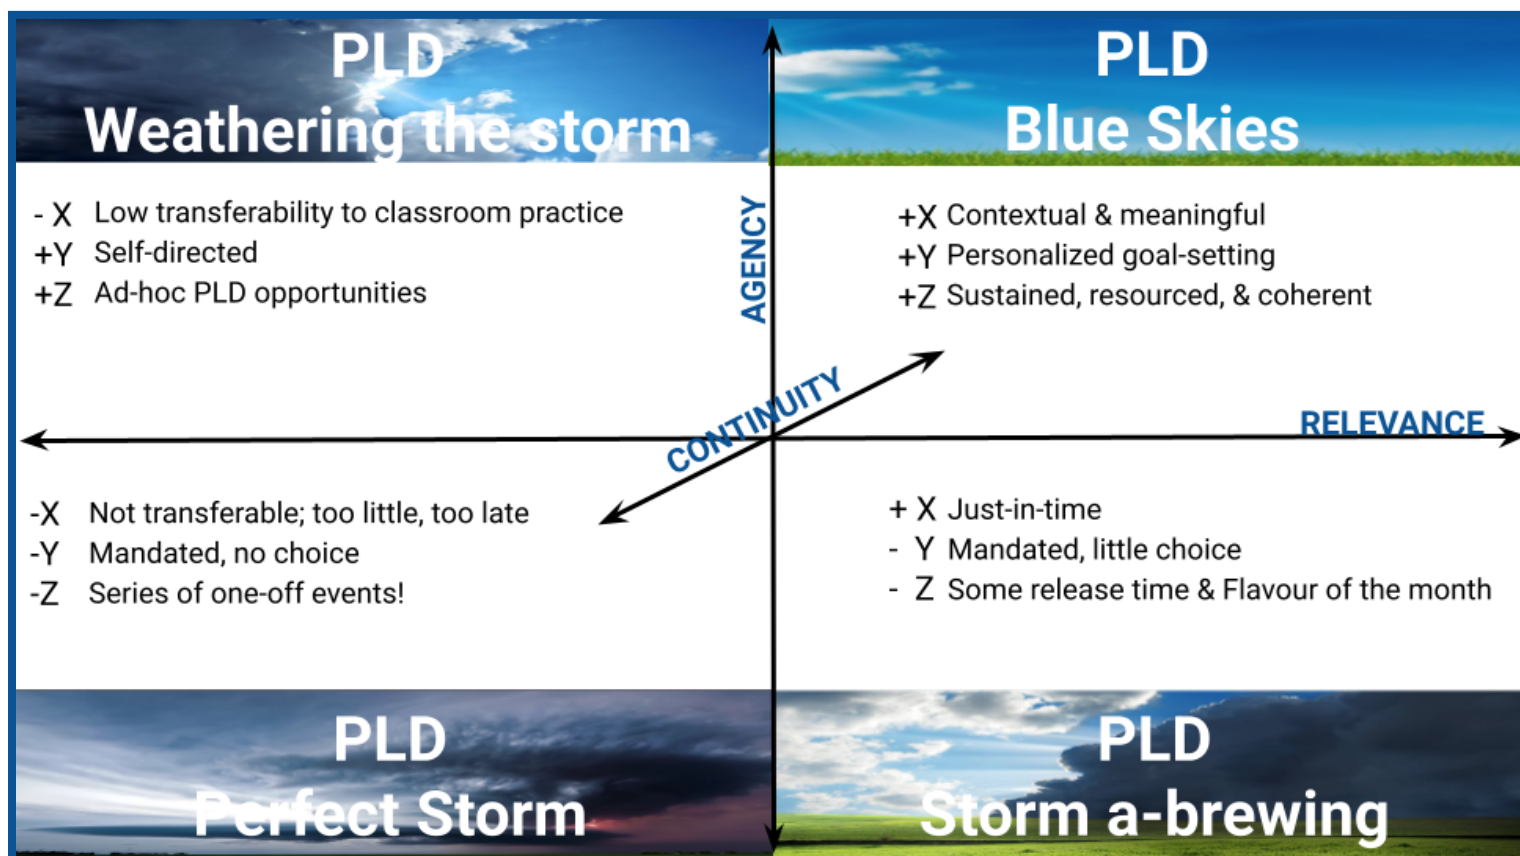 PLD
Weathering the storm
- X Low transferability to classroom practice
+Y Self-directed
+Z Ad-hoc PLD opportunities
PLD
Blue Skies
+X Contextual & meaningful
+Y Personalized goal-setting
+Z Sustained, resourced, & coherent
AGENCY
CONTINUITY
RELEVANCE
-X Not transferable; too little, too late
-Y Mandated, no choice
-Z Series of one-off events!
PLD
Perfect Storm
+ X Just-in-time
- Y Mandated, little choice
- Z Some release time & Flavour of the month
PLD
Storm a-brewing